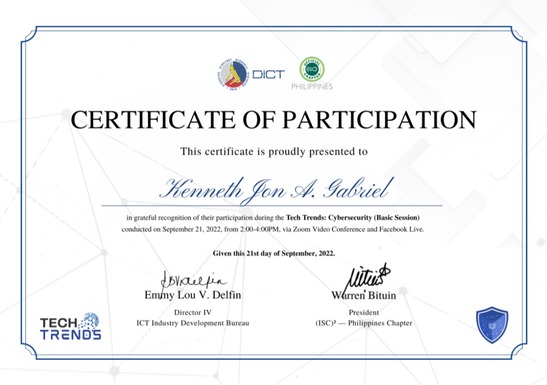 DICT
(ISC)²
PHILIPPINES
CERTIFICATE OF PARTICIPATION
This certificate is proudly presented to
Kenneth Jon A. Gabriel
in grateful recognition of their participation during the Tech Trends: Cybersecurity (Basic Session)
conducted on September 21, 2022, from 2:00-4:00PM, via Zoom Video Conference and Facebook Live.
Given this 21st day of September, 2022.
Emmy Lou V. Delfin
Director IV
ICT Industry Development Bureau
Warren Bituin
President
(ISC)² — Philippines Chapter
TECH
TRENDS